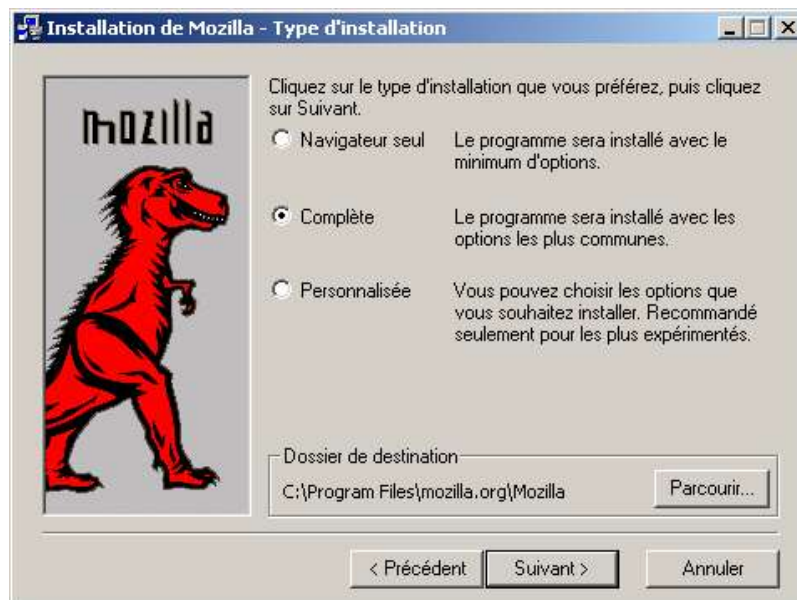 Installation de Mozilla - Type d'installation
mozilla
Cliquez sur le type d'installation que vous préférez, puis cliquez
sur Suivant.
Navigateur seul Le programme sera installé avec le
minimum d'options.
Complète Le programme sera installé avec les
options les plus communes.
Personnalisée Vous pouvez choisir les options que
vous souhaitez installer. Recommandé
seulement pour les plus expérimentés.
Dossier de destination
C:\Program Files\mozilla.org\Mozilla Parcourir...
< Précédent Suivant > Annuler